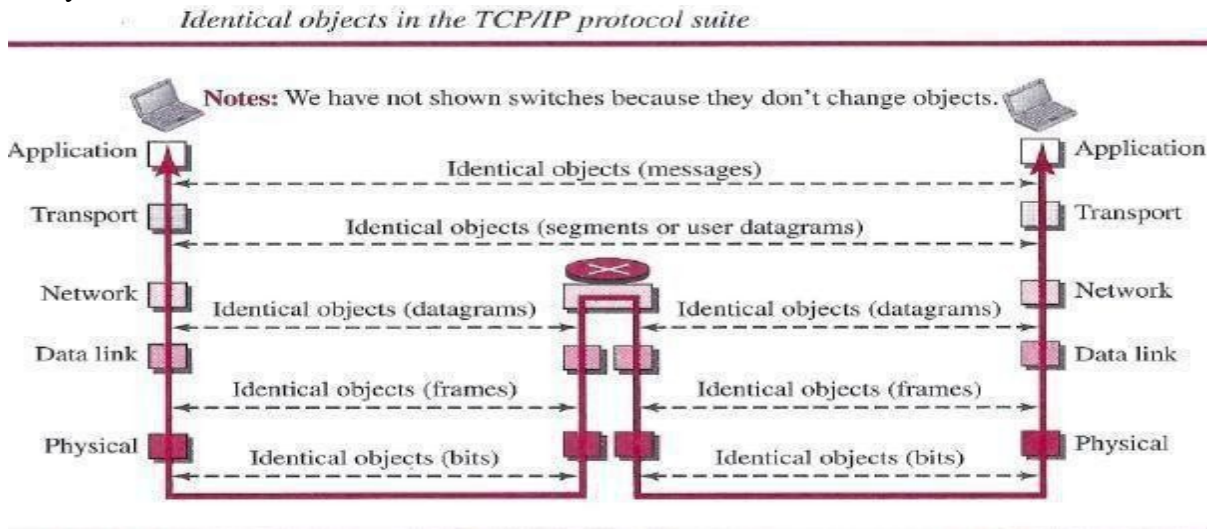 Identical objects in the TCP/IP protocol suite
Notes: We have not shown switches because they don't change objects.
Application
Application
Identical objects (messages)
Transport
Transport
Identical objects (segments or user datagrams)
Network
Network
Identical objects (datagrams)
Identical objects (datagrams)
Data link
Data link
Identical objects (frames)
Identical objects (frames)
Physical
Physical
Identical objects (bits)
Identical objects (bits)